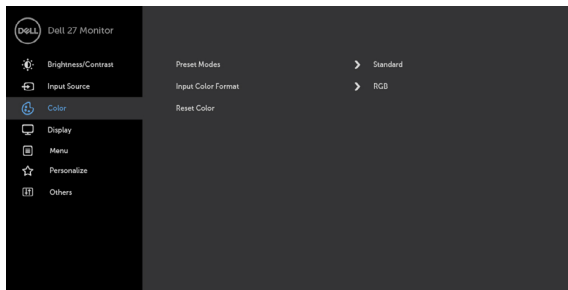 DELL Dell 27 Monitor
Brightness/Contrast
Preset Modes Standard
Input Source
Input Color Format RGB
Color
Reset Color
Display
Menu
Personalize
Others